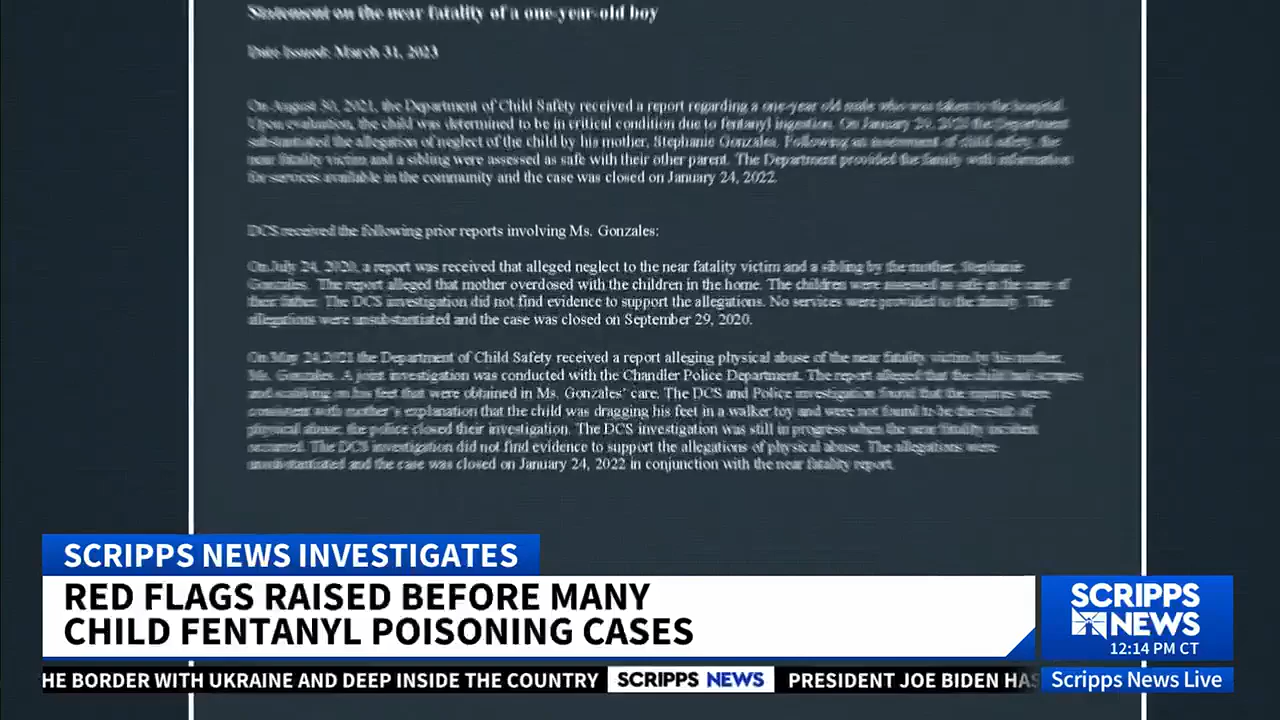 Statement on the near fatality of a one-year-old boy
Date Issued: March 31, 2023
On August 30, 2021, the Department of Child Safety received a report regarding a one-year old male who was taken to the hospital.
Upon evaluation, the child was determined to be in critical condition due to fentanyl ingestion. On January 20, the Department
substantiated the allegation of neglect of the child by his mother, Stephanie Gonzales. Following an assessment of child safety, the
near fatality victim and a sibling were assessed as safe with their other parent. The Department provided the family with information
for services available in the community and the case was closed on January 24, 2022.
DCS received the following prior reports involving Ms. Gonzales:
On July 24, 2020, a report was received that alleged neglect to the near fatality victim and a sibling by the mother, Stephanie
Gonzales. The report alleged that mother overdosed with the children in the home. The children were assessed as safe in the care of
their father. The DCS investigation did not find evidence to support the allegations. No services were provided to the family. The
allegations were unsubstantiated and the case was closed on September 29, 2020.
On May 24,2021 the Department of Child Safety received a report alleging physical abuse of the near fatality victim by his mother,
Ms. Gonzales. A joint investigation was conducted with the Chandler Police Department. The report alleged that the child had scrapes
and scabbing on his feet that were obtained in Ms. Gonzales' care. The DCS and Police investigation found that the injuries were
consistent with mother's explanation that the child was dragging his feet in a walker toy and were not found to be the result of
physical abuse, the police closed their investigation. The DCS investigation was still in progress when the near fatality incident
occurred. The DCS investigation did not find evidence to support the allegations of physical abuse. The allegations were
unsubstantiated and the case was closed on January 24, 2022 in conjunction with the near fatality report.
SCRIPPS NEWS INVESTIGATES
RED FLAGS RAISED BEFORE MANY
CHILD FENTANYL POISONING CASES
SCRIPPS
NEWS
12:14 PM CT
HE BORDER WITH UKRAINE AND DEEP INSIDE THE COUNTRY SCRIPPS NEWS PRESIDENT JOE BIDEN HAS
Scripps News Live